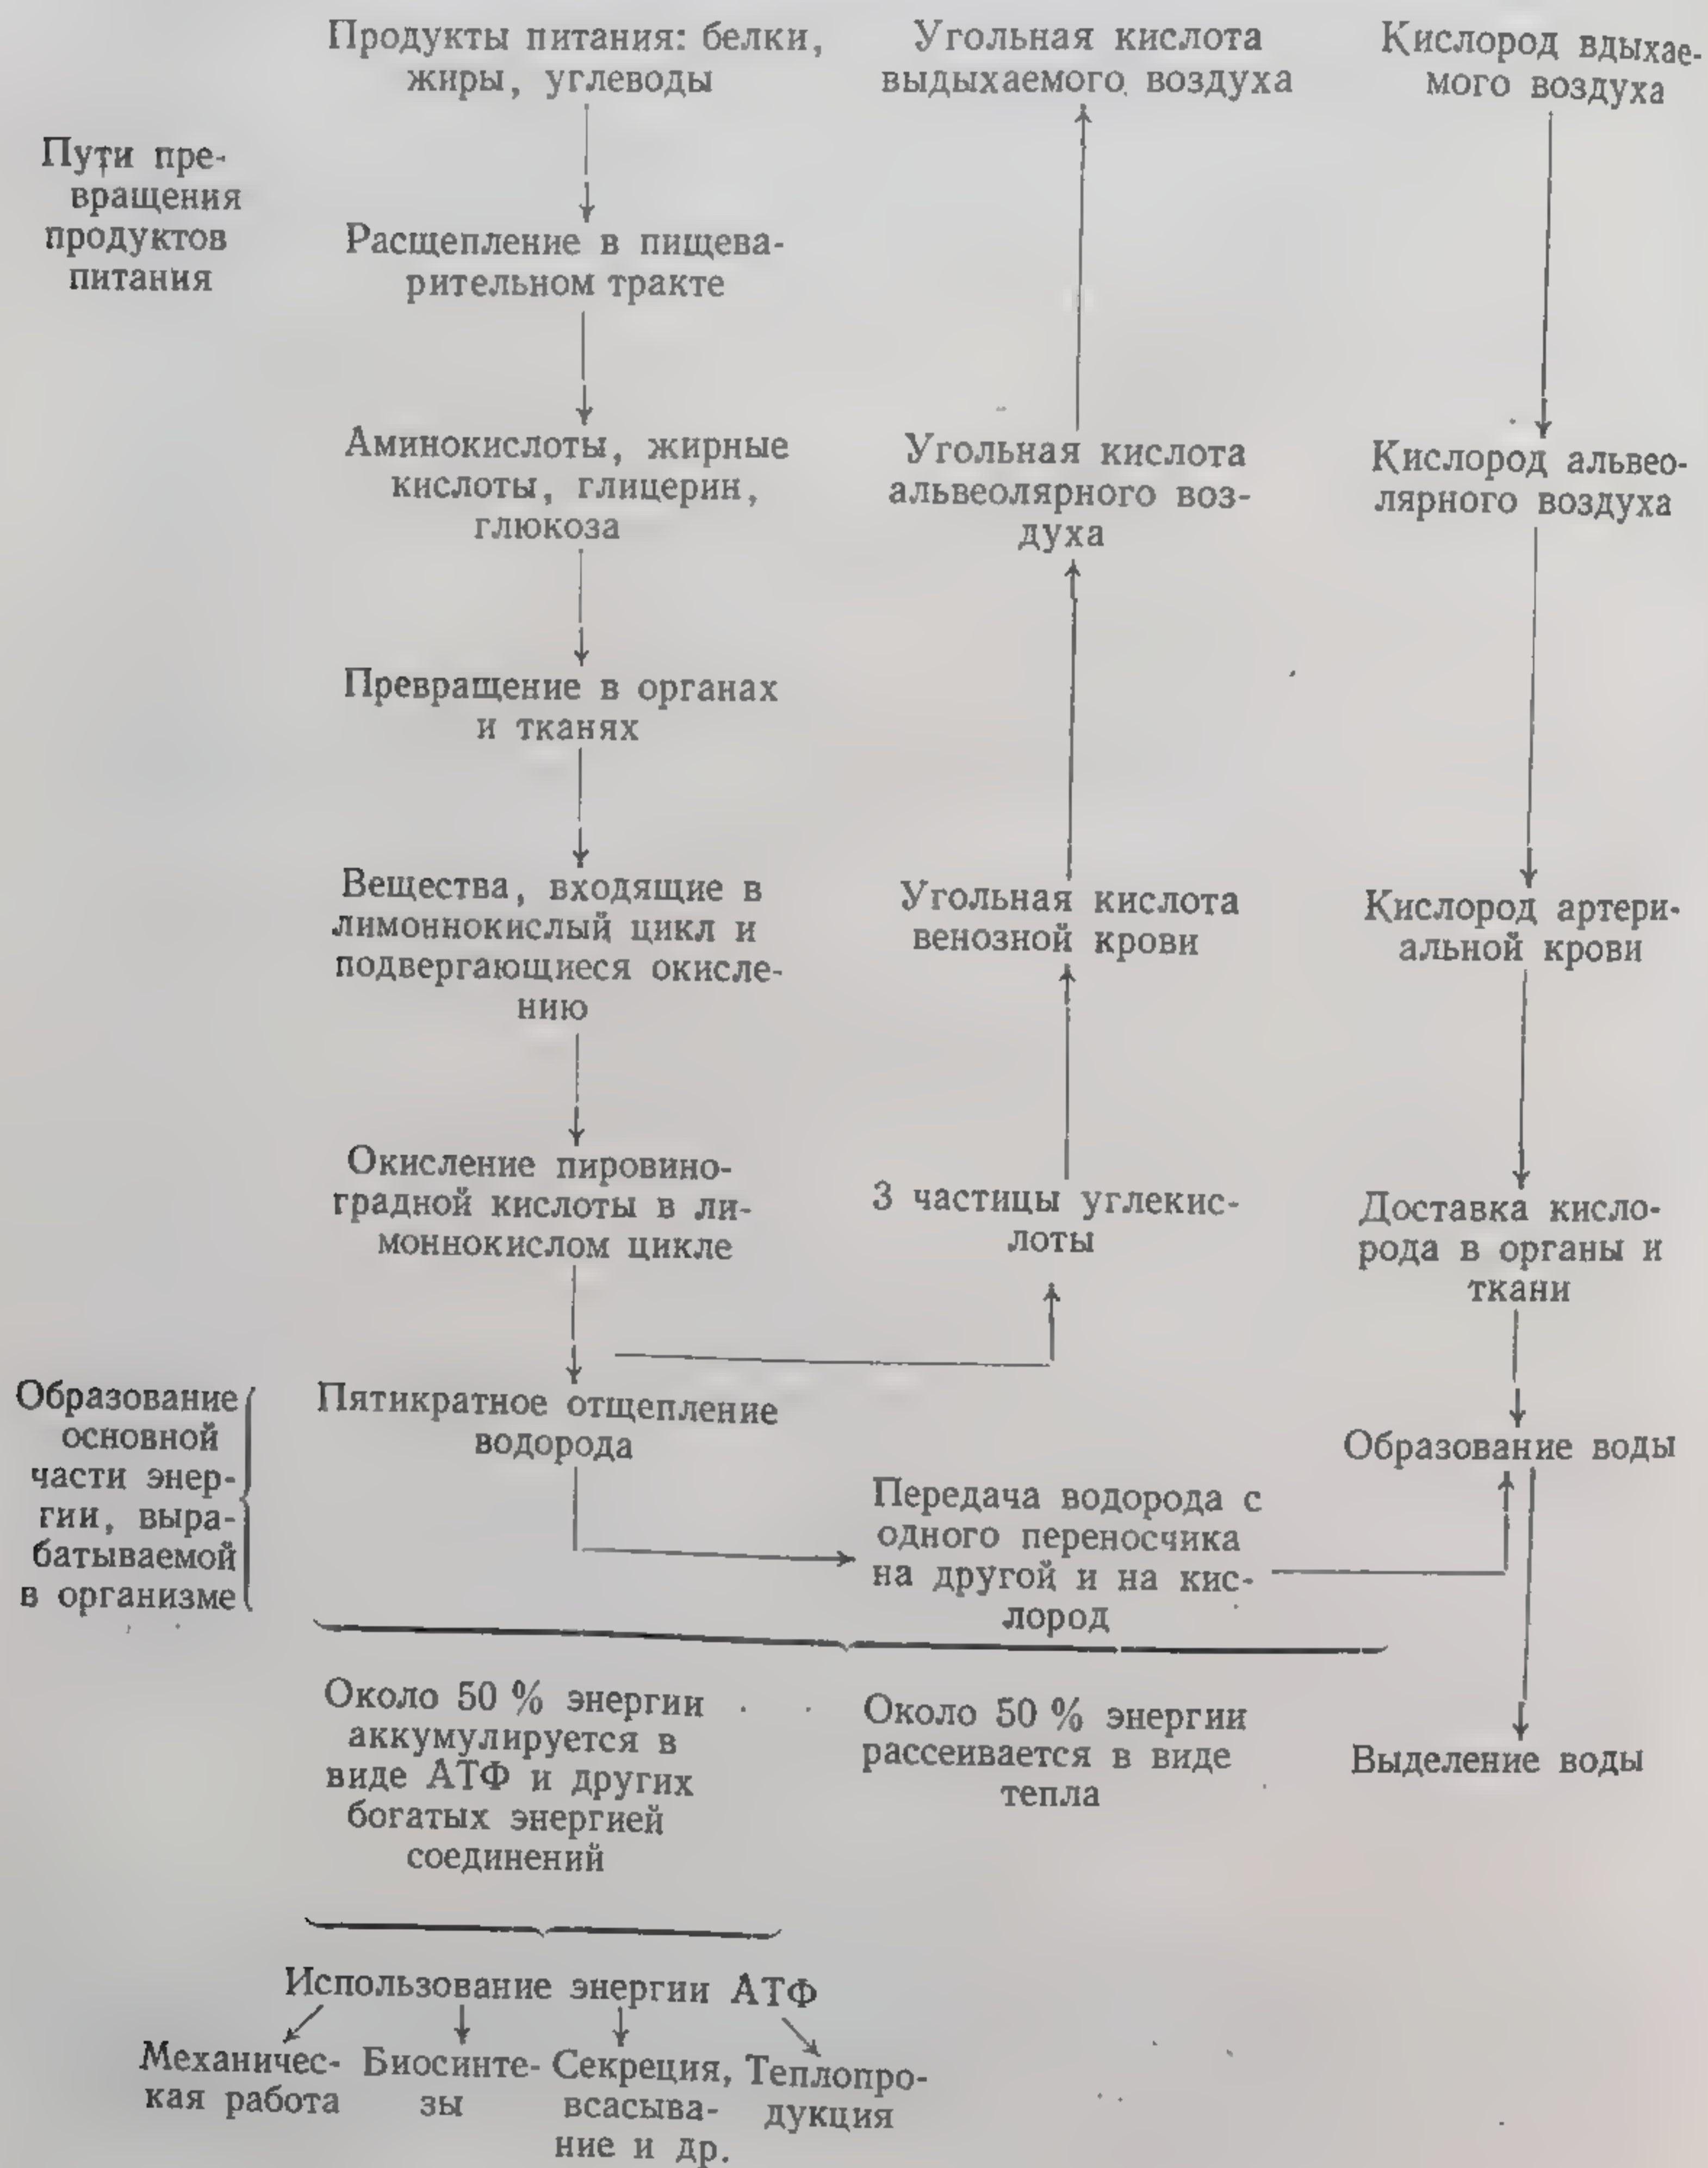 Продукты питания: белки,
жиры, углеводы
Угольная кислота
выдыхаемого воздуха
Кислород вдыхае-
мого воздуха
Пути пре-
вращения
продуктов
питания
Расщепление в пищева-
рительном тракте
Аминокислоты, жирные
кислоты, глицерин,
глюкоза
Угольная кислота
альвеолярного воз-
духа
Кислород альвео-
лярного воздуха
Превращение в органах
и тканях
Вещества, входящие в
лимоннокислый цикл и
подвергающиеся окисле-
нию
Угольная кислота
венозной крови
Кислород артери-
альной крови
Окисление пировино-
градной кислоты в ли-
моннокислом цикле
3 частицы углекис-
лоты
Доставка кисло-
рода в органы и
ткани
Образование
основной
части энер-
гии, выра-
батываемой
в организме
Пятикратное отщепление
водорода
Образование воды
Передача водорода с
одного переносчика
на другой и на кис-
лород
Около 50 % энергии
аккумулируется в
виде АТФ и других
богатых энергией
соединений
Около 50 % энергии
рассеивается в виде
тепла
Выделение воды
Использование энергии АТФ
Механичес-
кая работа
Биосинте-
зы
Секреция,
всасыва-
ние и др.
Теплопро-
дукция